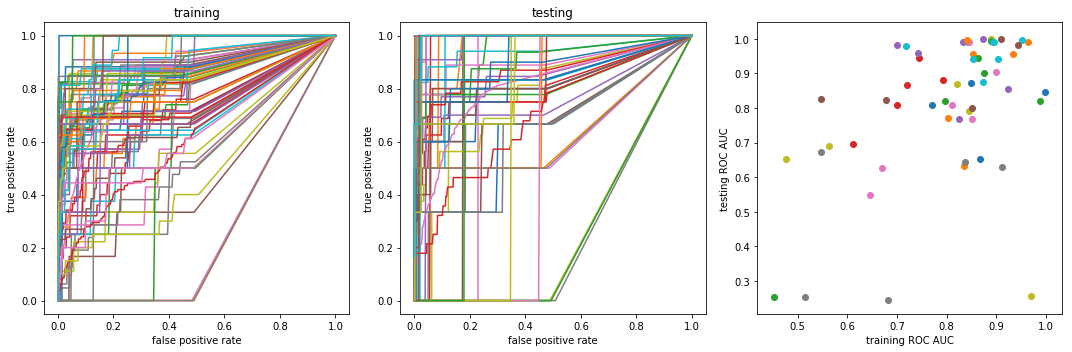 training
testing
1.0
0.8
0.6
0.4
0.2
0.0
true positive rate
0.0 0.2 0.4 0.6 0.8 1.0
false positive rate
1.0
0.8
0.6
0.4
0.2
0.0
true positive rate
0.0 0.2 0.4 0.6 0.8 1.0
false positive rate
1.0
0.9
0.8
0.7
0.6
0.5
0.4
0.3
testing ROC AUC
0.5 0.6 0.7 0.8 0.9 1.0
training ROC AUC